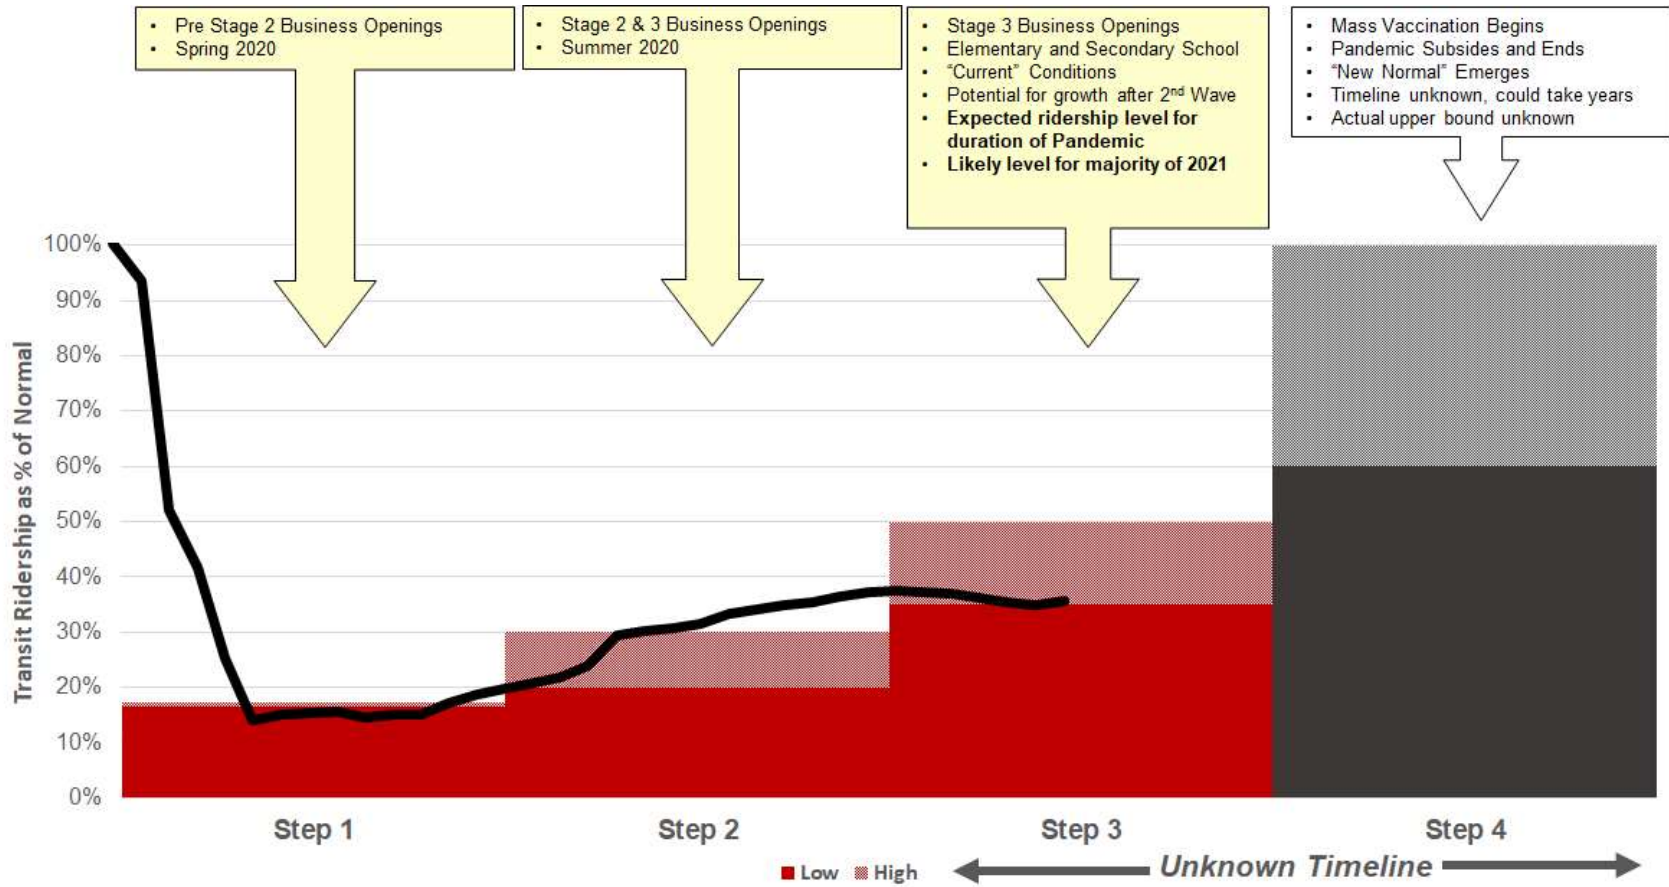 • Pre Stage 2 Business Openings
• Spring 2020
• Stage 2 & 3 Business Openings
• Summer 2020
• Stage 3 Business Openings
• Elementary and Secondary School
• “Current” Conditions
• Potential for growth after 2nd Wave
• Expected ridership level for
duration of Pandemic
• Likely level for majority of 2021
• Mass Vaccination Begins
• Pandemic Subsides and Ends
• “New Normal” Emerges
• Timeline unknown, could take years
• Actual upper bound unknown
Transit Ridership as % of Normal
100%
90%
80%
70%
60%
50%
40%
30%
20%
10%
0%
Step 1
Step 2
Step 3
Step 4
Low
High
Unknown Timeline